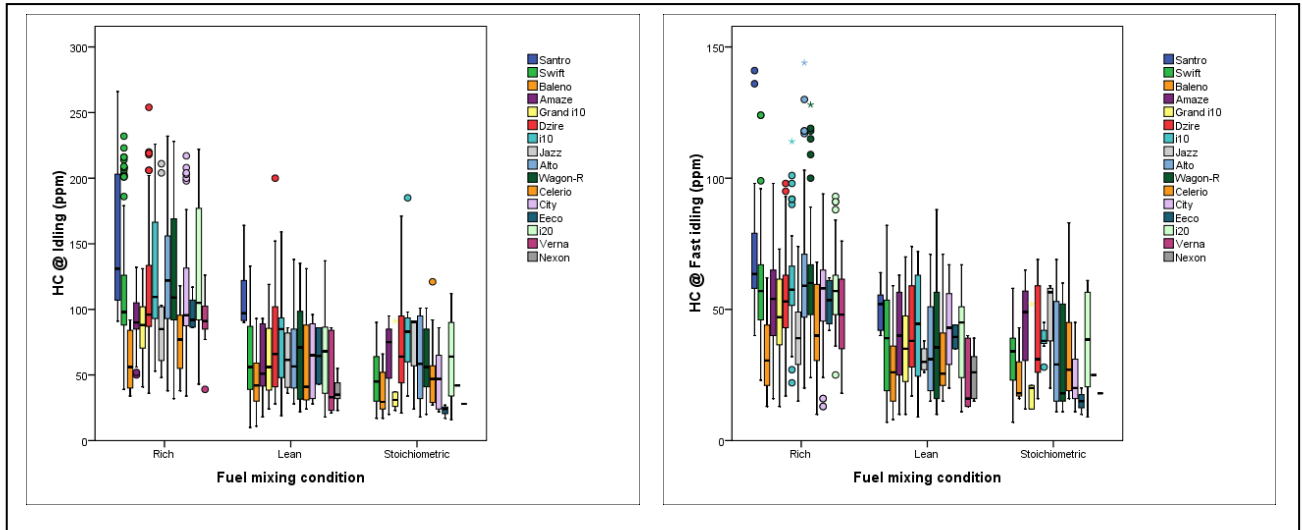 HC @ Idling (ppm)
300
250
200
150
100
50
0
Rich
Lean
Stoichiometric
Fuel mixing condition
Santro
Swift
Baleno
Amaze
Grand i10
Dzire
i10
Jazz
Alto
Wagon-R
Celerio
City
Eeco
i20
Verna
Nexon
HC @ Fast idling (ppm)
150
100
50
0
Rich
Lean
Stoichiometric
Fuel mixing condition
Santro
Swift
Baleno
Amaze
Grand i10
Dzire
i10
Jazz
Alto
Wagon-R
Celerio
City
Eeco
i20
Verna
Nexon